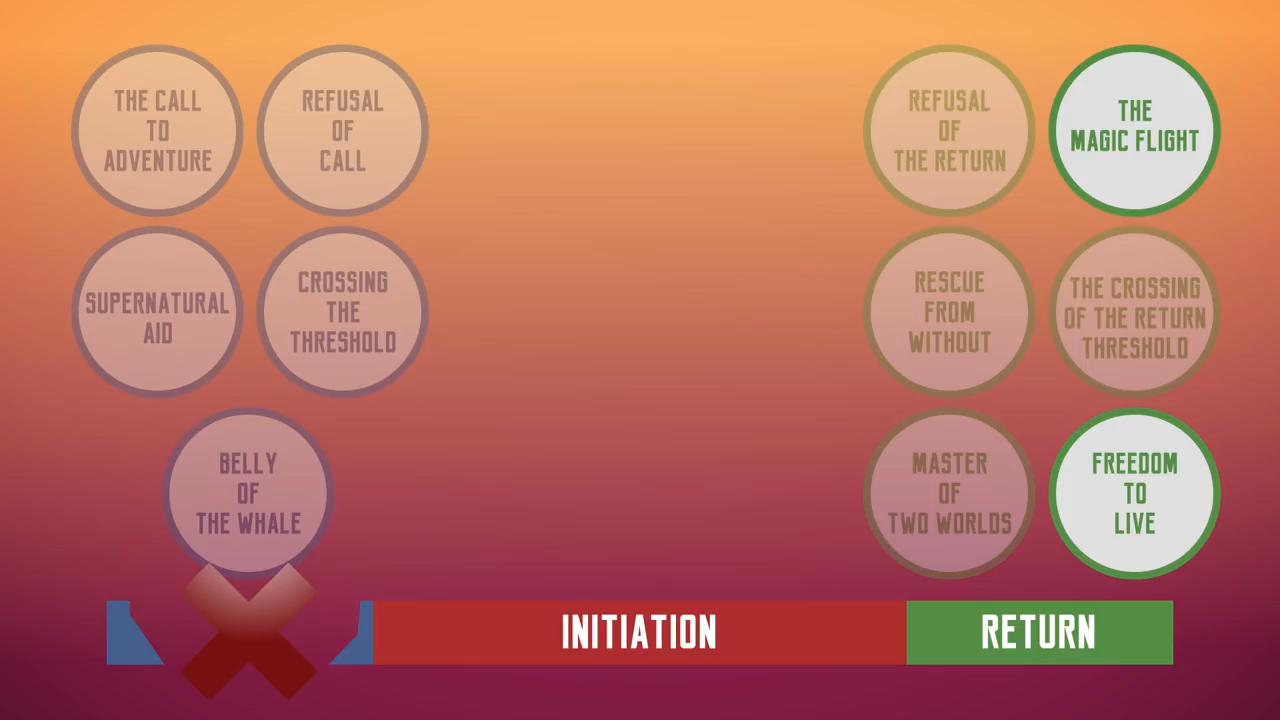 THE CALL
TO
ADVENTURE
REFUSAL
OF
CALL
SUPERNATURAL
AID
CROSSING
THE
THRESHOLD
BELLY
OF
THE WHALE
REFUSAL
OF
THE RETURN
THE
MAGIC FLIGHT
RESCUE
FROM
WITHOUT
THE CROSSING
OF THE RETURN
THRESHOLD
MASTER
OF
TWO WORLDS
FREEDOM
TO
LIVE
INITIATION
RETURN